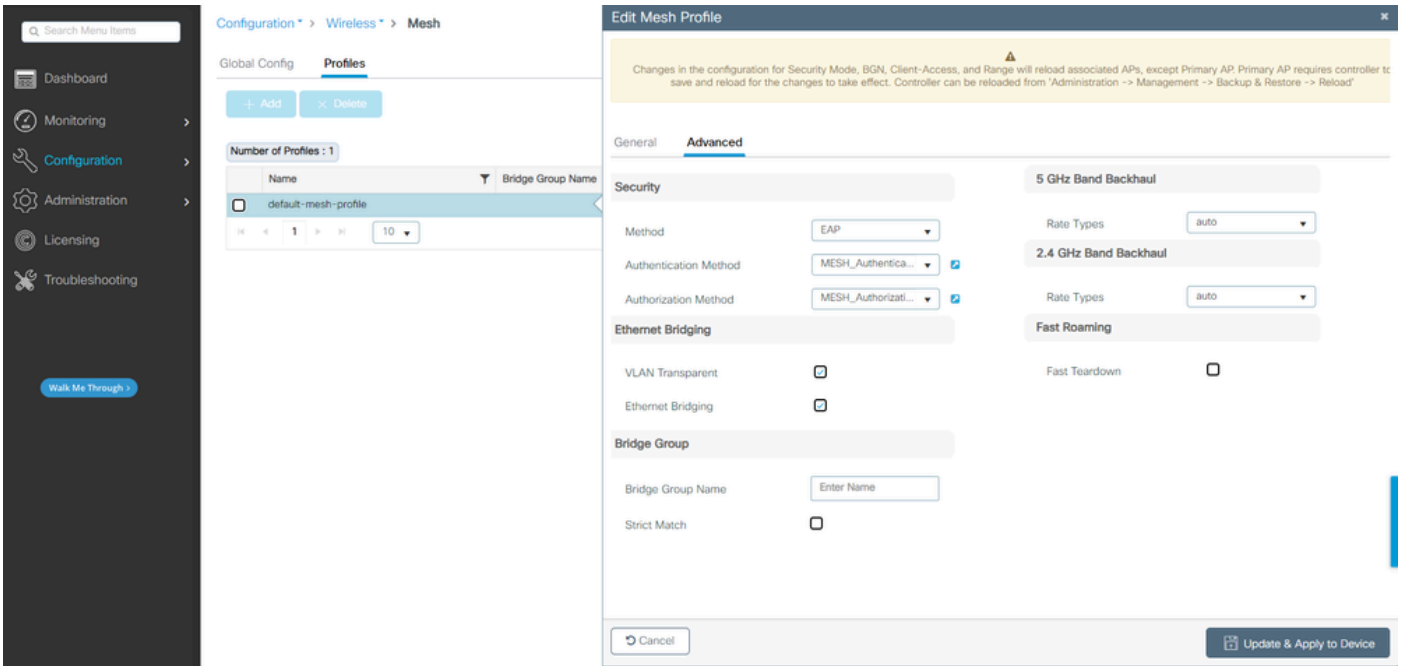 Search Menu Items
Dashboard
Monitoring
Configuration
Administration
Licensing
Troubleshooting
Walk Me Through >
Configuration > Wireless > Mesh
Global Config Profiles
+ Add × Delete
Number of Profiles : 1
Name Bridge Group Name
default-mesh-profile
1 10
Edit Mesh Profile
Changes in the configuration for Security Mode, BGN, Client-Access, and Range will reload associated APs, except Primary AP. Primary AP requires controller to
save and reload for the changes to take effect. Controller can be reloaded from 'Administration -> Management -> Backup & Restore -> Reload'
General Advanced
Security
Method EAP
Authentication Method MESH_Authentica...
Authorization Method MESH_Authorizati...
Ethernet Bridging
VLAN Transparent
Ethernet Bridging
Bridge Group
Bridge Group Name Enter Name
Strict Match
5 GHz Band Backhaul
Rate Types auto
2.4 GHz Band Backhaul
Rate Types auto
Fast Roaming
Fast Teardown
Cancel
Update & Apply to Device